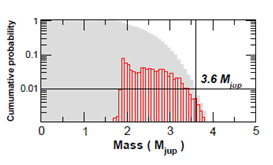 Cumulative probability
1
0.1
0.01
3.6 Mjup
0 1 2 3 4 5
Mass ( Mjup )